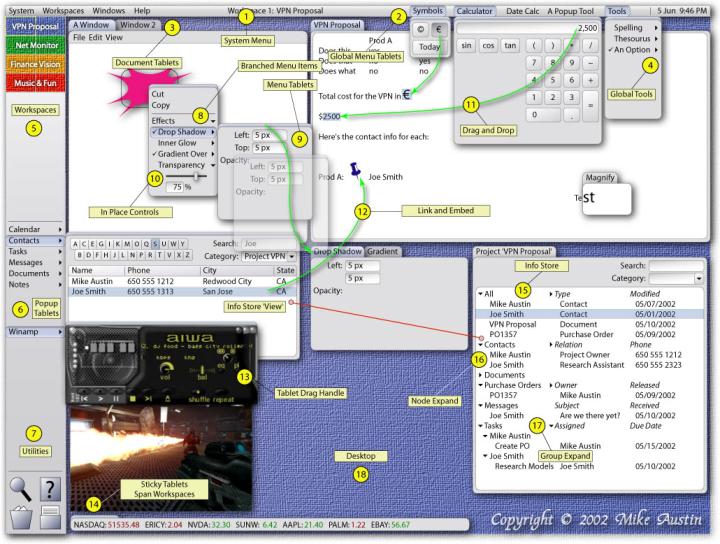 System Workspaces Windows Help Workspace 1: VPN Proposal Symbols Calculator Date Calc A Popup Tool Tools 5 Jun 9:46 PM
VPN Proposal
Net Monitor
Finance Vision
Music & Fun
Workspaces
5
Calendar
Contacts
Tasks
Messages
Documents
Notes
6
Popup
Tablets
Winamp
7
Utilities
A Window Window 2
File Edit View
1
System Menu
3
Document Tablets
Branched Menu Items
Menu Tablets
8
9
Cut
Copy
Effects
✓Drop Shadow
Inner Glow
✓Gradient Over
Transparency
75 %
10
In Place Controls
Left: 5 px
Top: 5 px
Opacity:
Left: 5 px
Top: 5 px
Opacity:
VPN Proposal
2
Global Menu Tablets
Prod A
Does this yes
no yes
Does what no no
Total cost for the VPN in €
$2500
Here's the contact info for each:
Prod A: Joe Smith
12
Link and Embed
© €
Today
2,500
sin cos tan ( ) * /
7 8 9 –
4 5 6 +
1 2 3 =
0 .
11
Drag and Drop
Spelling
Thesourus
✓An Option
4
Global Tools
Magnify
Test
A C E G I K M O Q S U W Y
B D F H J L N P R T V X Z
Search: Joe
Category: Project VPN
Name Phone City State
Mike Austin 650 555 1212 Redwood City CA
Joe Smith 650 555 1313 San Jose CA
Info Store 'View'
Drop Shadow Gradient
Left: 5 px
5 px
Opacity:
Project 'VPN Proposal'
Info Store
15
Search:
Category:
All Type Modified
Mike Austin Contact 05/07/2002
Joe Smith Contact 05/01/2002
VPN Proposal Document 05/10/2002
PO1357 Purchase Order 05/09/2002
Contacts Relation Phone
16
Mike Austin Project Owner 650 555 1212
Joe Smith Research Assistant 650 555 2323
Documents
Purchase Orders Owner Released
PO1357 Mike Austin 05/09/2002
Messages Subject Received
Joe Smith Are we there yet? 05/10/2002
Tasks Assigned Due Date
17
Mike Austin
Create PO Mike Austin 05/15/2002
Group Expand
Joe Smith
Research Models Joe Smith 05/10/2002
Node Expand
aiwa
vol
bal
eq pl
shuffle repeat
13
Tablet Drag Handle
Desktop
18
Sticky Tablets
Span Workspaces
14
NASDAQ: 51535.48 ERICY: 2.04 NVDA: 32.30 SUNW: 6.42 AAPL: 21.40 PALM: 1.22 EBAY: 56.67
Copyright © 2002 Mike Austin